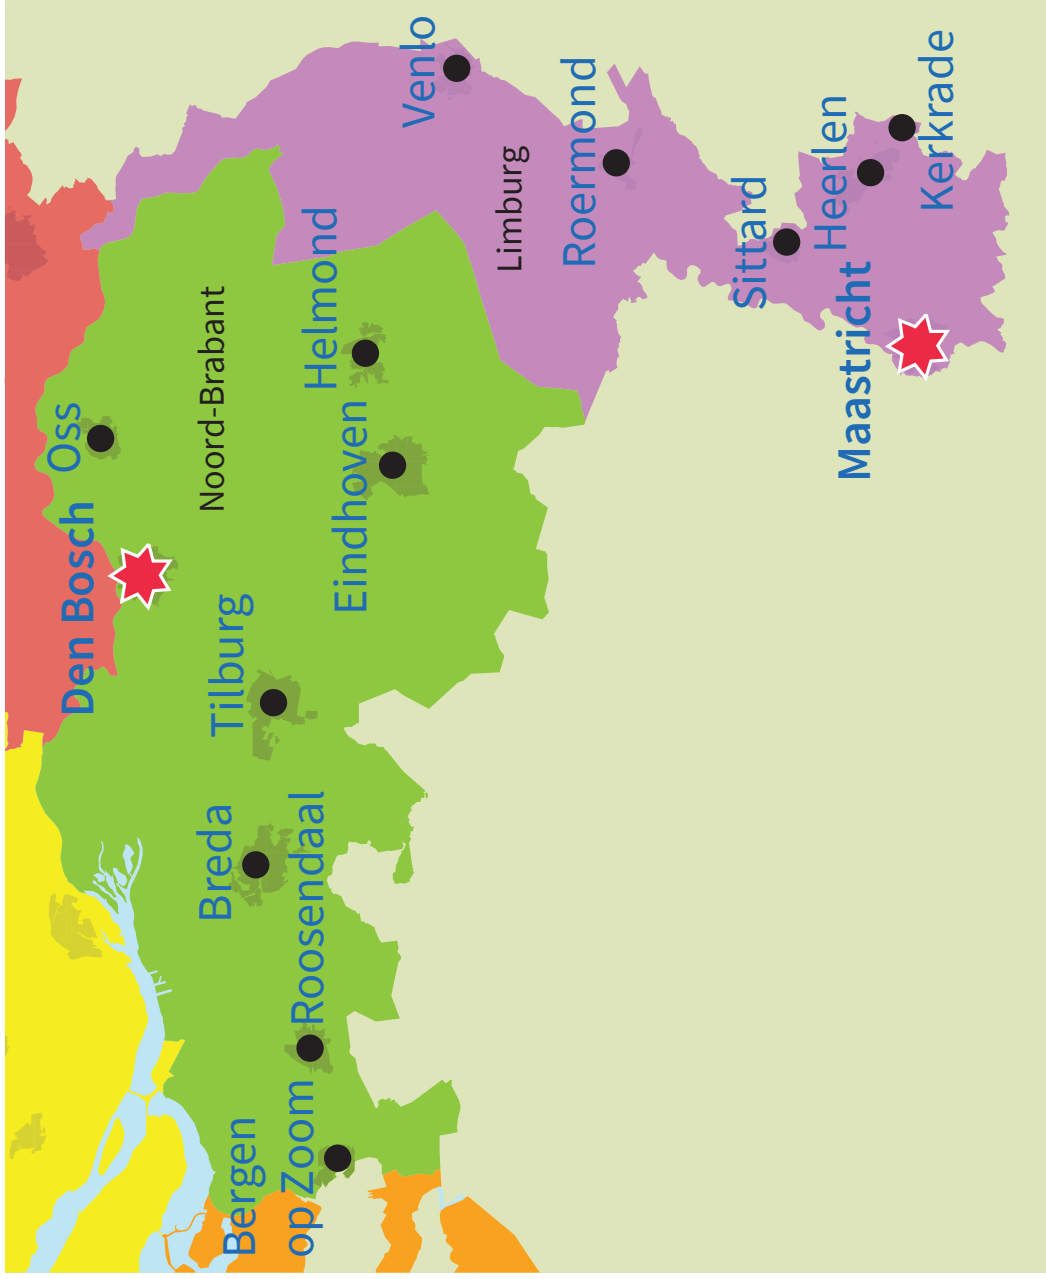 Den Bosch
Oss
Noord-Brabant
Helmond
Eindhoven
Tilburg
Breda
Roosendaal
Bergen
op Zoom
Venlo
Limburg
Roermond
Sittard
Heerlen
Kerkrade
Maastricht